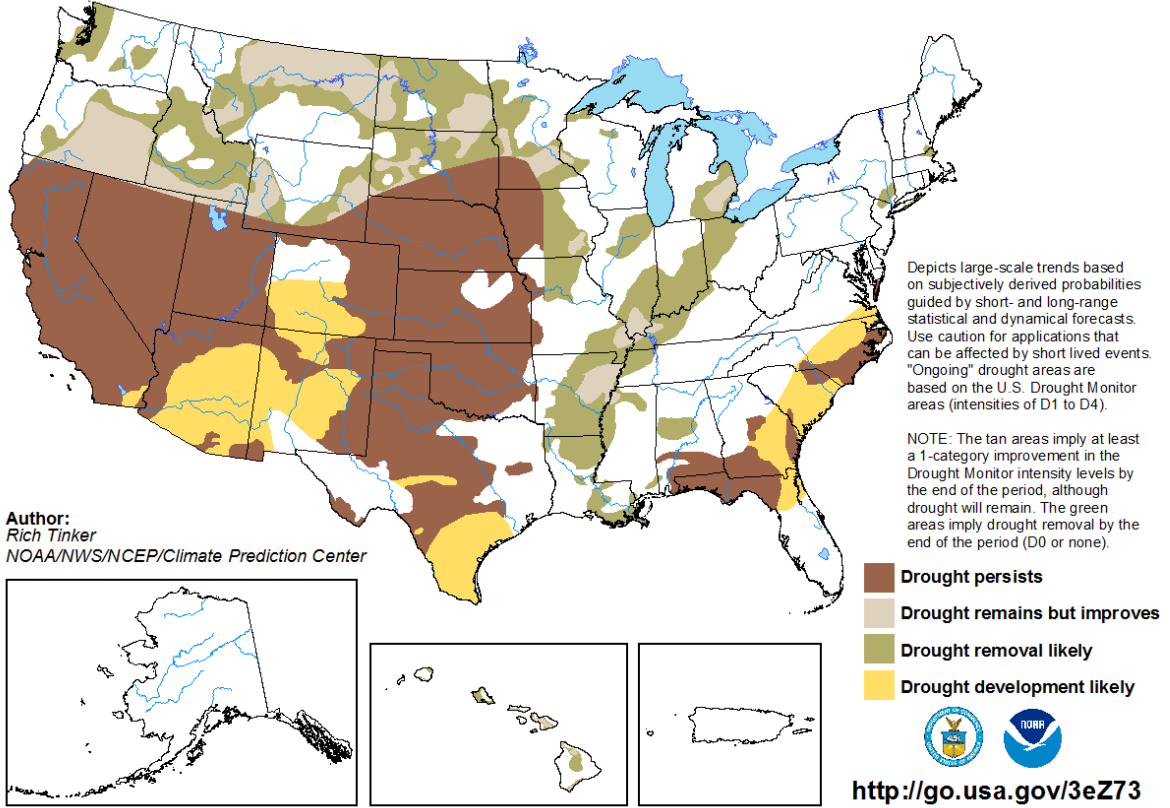 Depicts large-scale trends based
on subjectively derived probabilities
guided by short- and long-range
statistical and dynamical forecasts.
Use caution for applications that
can be affected by short lived events.
"Ongoing" drought areas are
based on the U.S. Drought Monitor
areas (intensities of D1 to D4).
NOTE: The tan areas imply at least
a 1-category improvement in the
Drought Monitor intensity levels by
the end of the period, although
drought will remain. The green
areas imply drought removal by the
end of the period (D0 or none).
Author:
Rich Tinker
NOAA/NWS/NCEP/Climate Prediction Center
Drought persists
Drought remains but improves
Drought removal likely
Drought development likely
NOAA
http://go.usa.gov/3eZ73